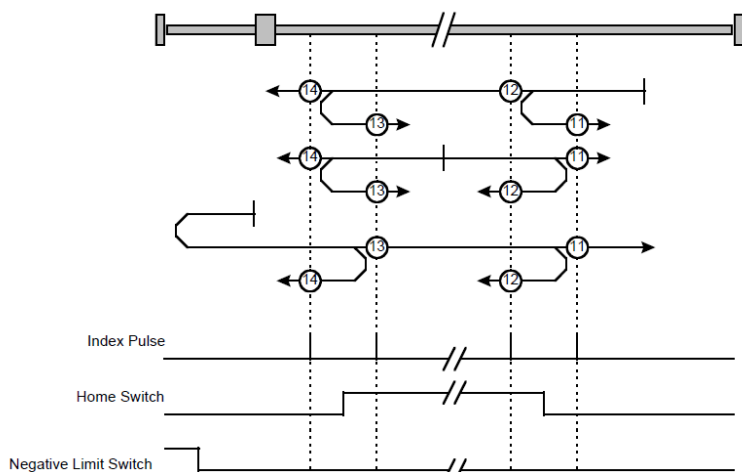 14 12
13 11
14 11
13 12
13 11
14 12
Index Pulse
Home Switch
Negative Limit Switch